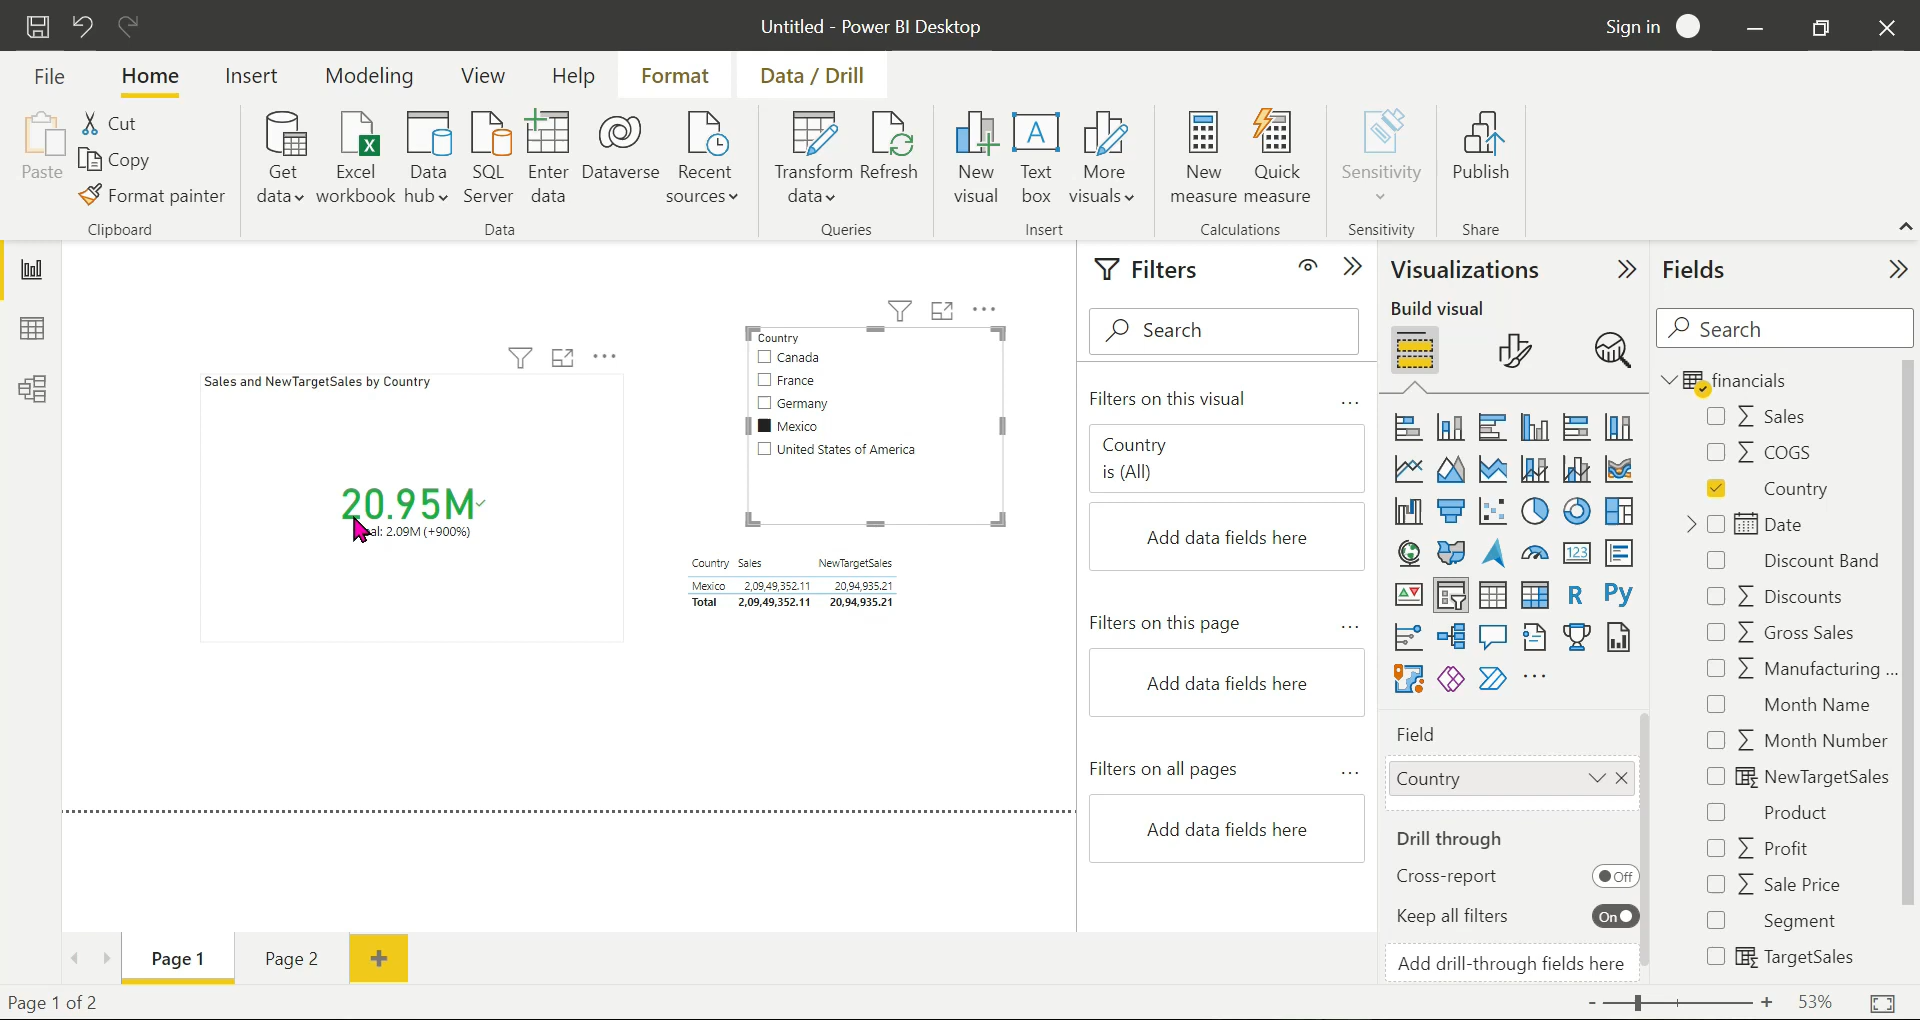 Untitled - Power BI Desktop
Sign in
File Home Insert Modeling View Help Format Data / Drill
Paste
Cut
Copy
Format painter
Clipboard
Get data
Excel workbook
Data hub
SQL Server
Enter data
Dataverse
Recent sources
Data
Transform data
Refresh
Queries
New visual
A
Text box
More visuals
Insert
New measure
Quick measure
Calculations
Sensitivity
Sensitivity
Publish
Share
Sales and NewTargetSales by Country
20.95M
al: 2.09M (+900%)
Country
Canada
France
Germany
Mexico
United States of America
Country Sales NewTargetSales
Mexico 2,09,49,352.11 20,94,935.21
Total 2,09,49,352.11 20,94,935.21
Filters
Search
Filters on this visual ...
Country
is (All)
Add data fields here
Filters on this page ...
Add data fields here
Filters on all pages ...
Add data fields here
Visualizations
Build visual
123
R Py
Field
Country
Drill through
Cross-report Off
Keep all filters On
Add drill-through fields here
Fields
Search
financials
Sales
COGS
Country
Date
Discount Band
Discounts
Gross Sales
Manufacturing ...
Month Name
Month Number
NewTargetSales
Product
Profit
Sale Price
Segment
TargetSales
Page 1 Page 2 +
Page 1 of 2
- + 53%